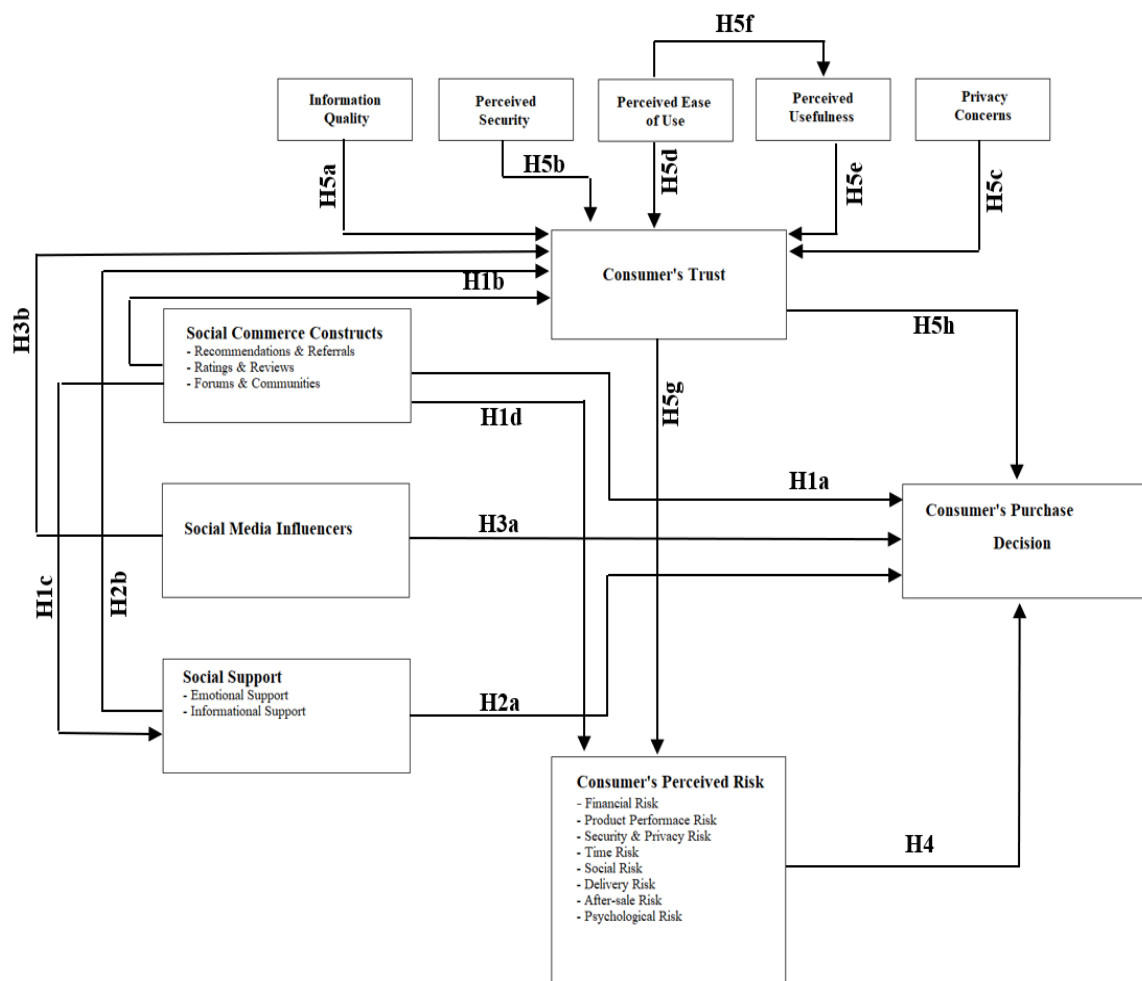 H5f
Information
Quality
Perceived
Security
Perceived Ease
of Use
Perceived
Usefulness
Privacy
Concerns
H5a
H5b
H5d
H5e
H5c
Consumer's Trust
H1b
H3b
H5h
Social Commerce Constructs
- Recommendations & Referrals
- Ratings & Reviews
- Forums & Communities
H5g
H1d
H1a
Consumer's Purchase
Decision
Social Media Influencers
H3a
H1c
H2b
Social Support
- Emotional Support
- Informational Support
H2a
Consumer's Perceived Risk
- Financial Risk
- Product Performace Risk
- Security & Privacy Risk
- Time Risk
- Social Risk
- Delivery Risk
- After-sale Risk
- Psychological Risk
H4